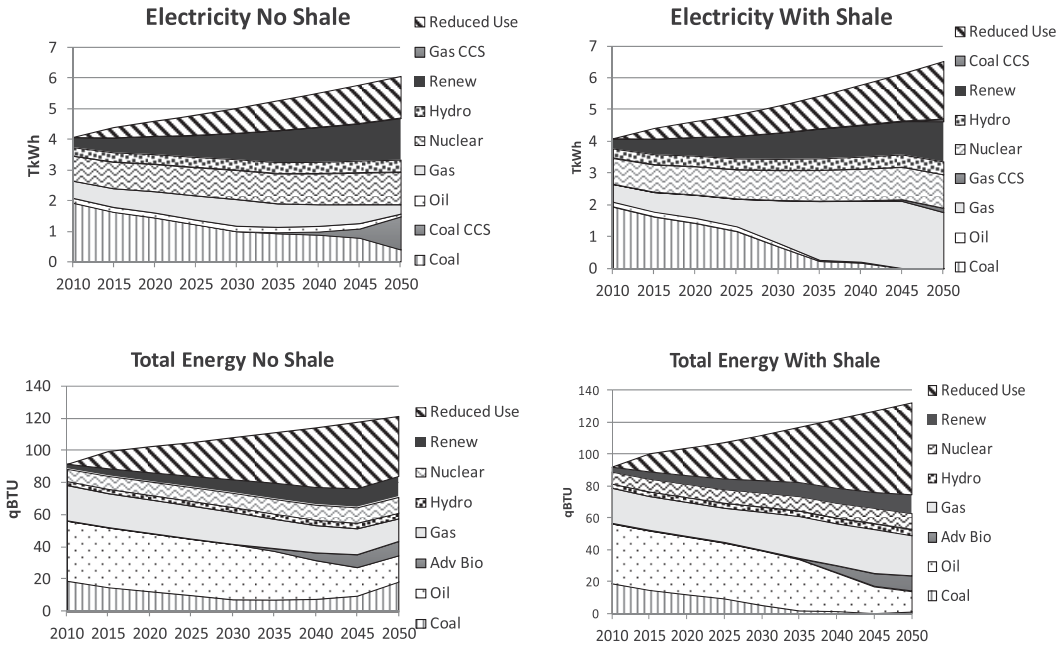 Electricity No Shale
TkWh
7
6
5
4
3
2
1
0
2010 2015 2020 2025 2030 2035 2040 2045 2050
Reduced Use
Gas CCS
Renew
Hydro
Nuclear
Gas
Oil
Coal CCS
Coal
Electricity With Shale
TkWh
7
6
5
4
3
2
1
0
2010 2015 2020 2025 2030 2035 2040 2045 2050
Reduced Use
Coal CCS
Renew
Hydro
Nuclear
Gas CCS
Gas
Oil
Coal
Total Energy No Shale
qBTU
140
120
100
80
60
40
20
0
2010 2015 2020 2025 2030 2035 2040 2045 2050
Reduced Use
Renew
Nuclear
Hydro
Gas
Adv Bio
Oil
Coal
Total Energy With Shale
qBTU
140
120
100
80
60
40
20
0
2010 2015 2020 2025 2030 2035 2040 2045 2050
Reduced Use
Renew
Nuclear
Hydro
Gas
Adv Bio
Oil
Coal